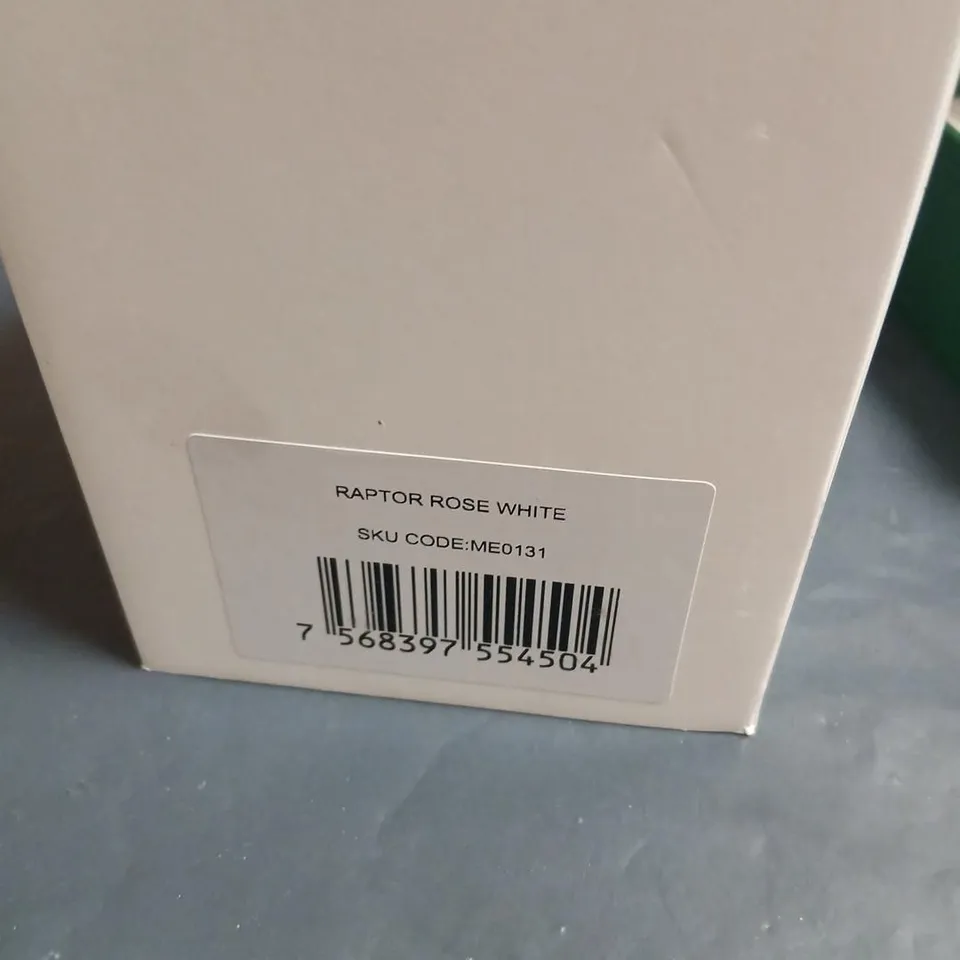 RAPTOR ROSE WHITE
SKU CODE:ME0131
7 568397 554504